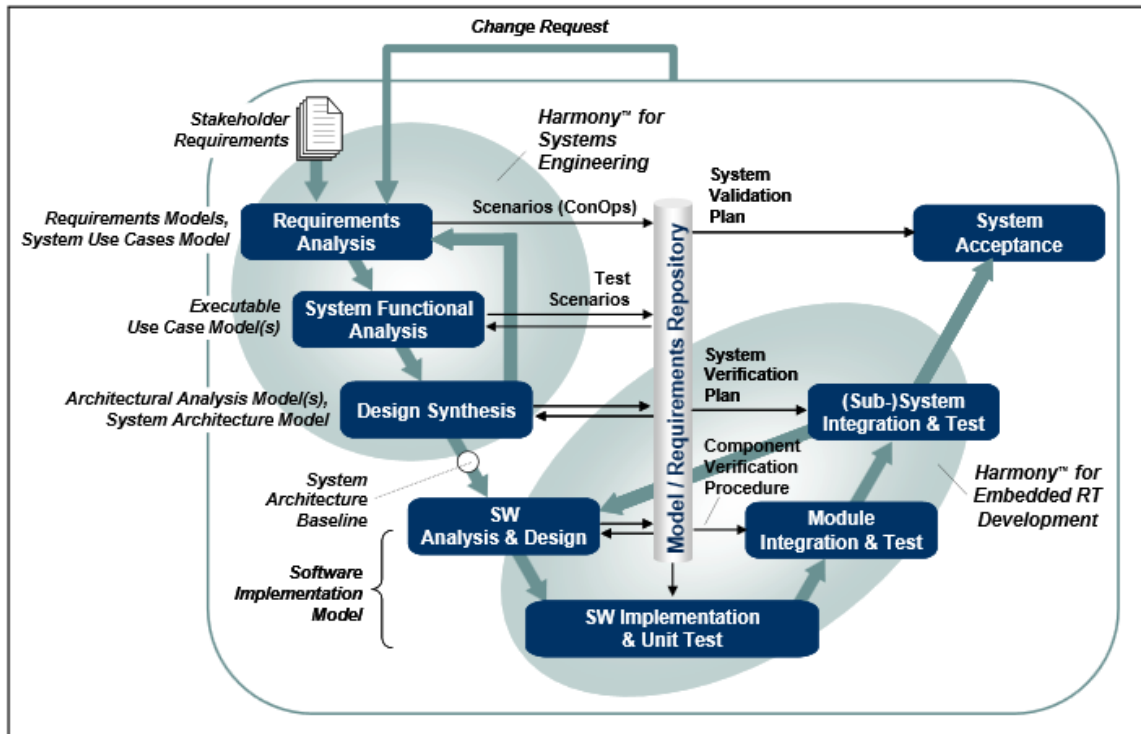 Change Request
Stakeholder
Requirements
Harmony™ for
Systems
Engineering
Requirements Models,
System Use Cases Model
Requirements
Analysis
Scenarios (ConOps)
System
Validation
Plan
System
Acceptance
Executable
Use Case Model(s)
System Functional
Analysis
Test
Scenarios
Model / Requirements Repository
Architectural Analysis Model(s),
System Architecture Model
Design Synthesis
System
Verification
Plan
(Sub-)System
Integration & Test
System
Architecture
Baseline
SW
Analysis & Design
Component
Verification
Procedure
Module
Integration & Test
Harmony™ for
Embedded RT
Development
Software
Implementation
Model
SW Implementation
& Unit Test